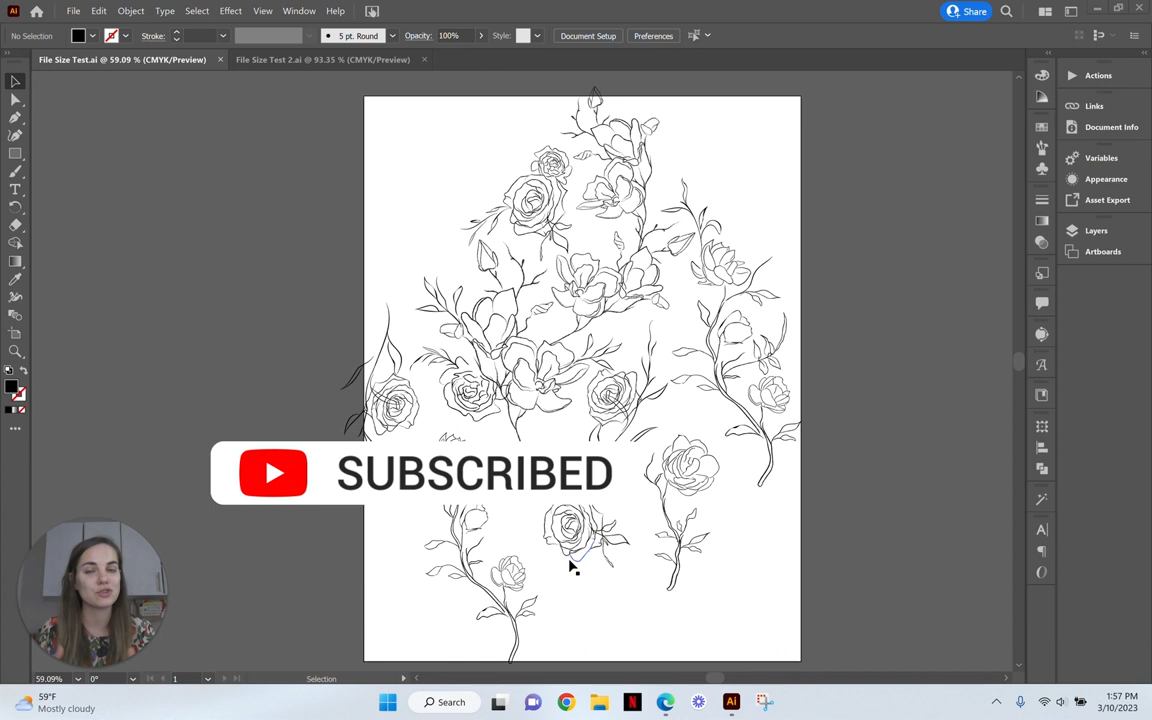 Ai File Edit Object Type Select Effect View Window Help Share
No Selection Stroke: 5 pt. Round Opacity: 100% Style: Document Setup Preferences
File Size Test.ai @ 59.09 % (CMYK/Preview) × File Size Test 2.ai @ 93.35 % (CMYK/Preview) ×
Actions
Links
Document Info
Variables
Appearance
Asset Export
Layers
Artboards
SUBSCRIBED
59.09% 0° 1 Selection
59°F
Mostly cloudy
Search
Ai
1:57 PM
3/10/2023